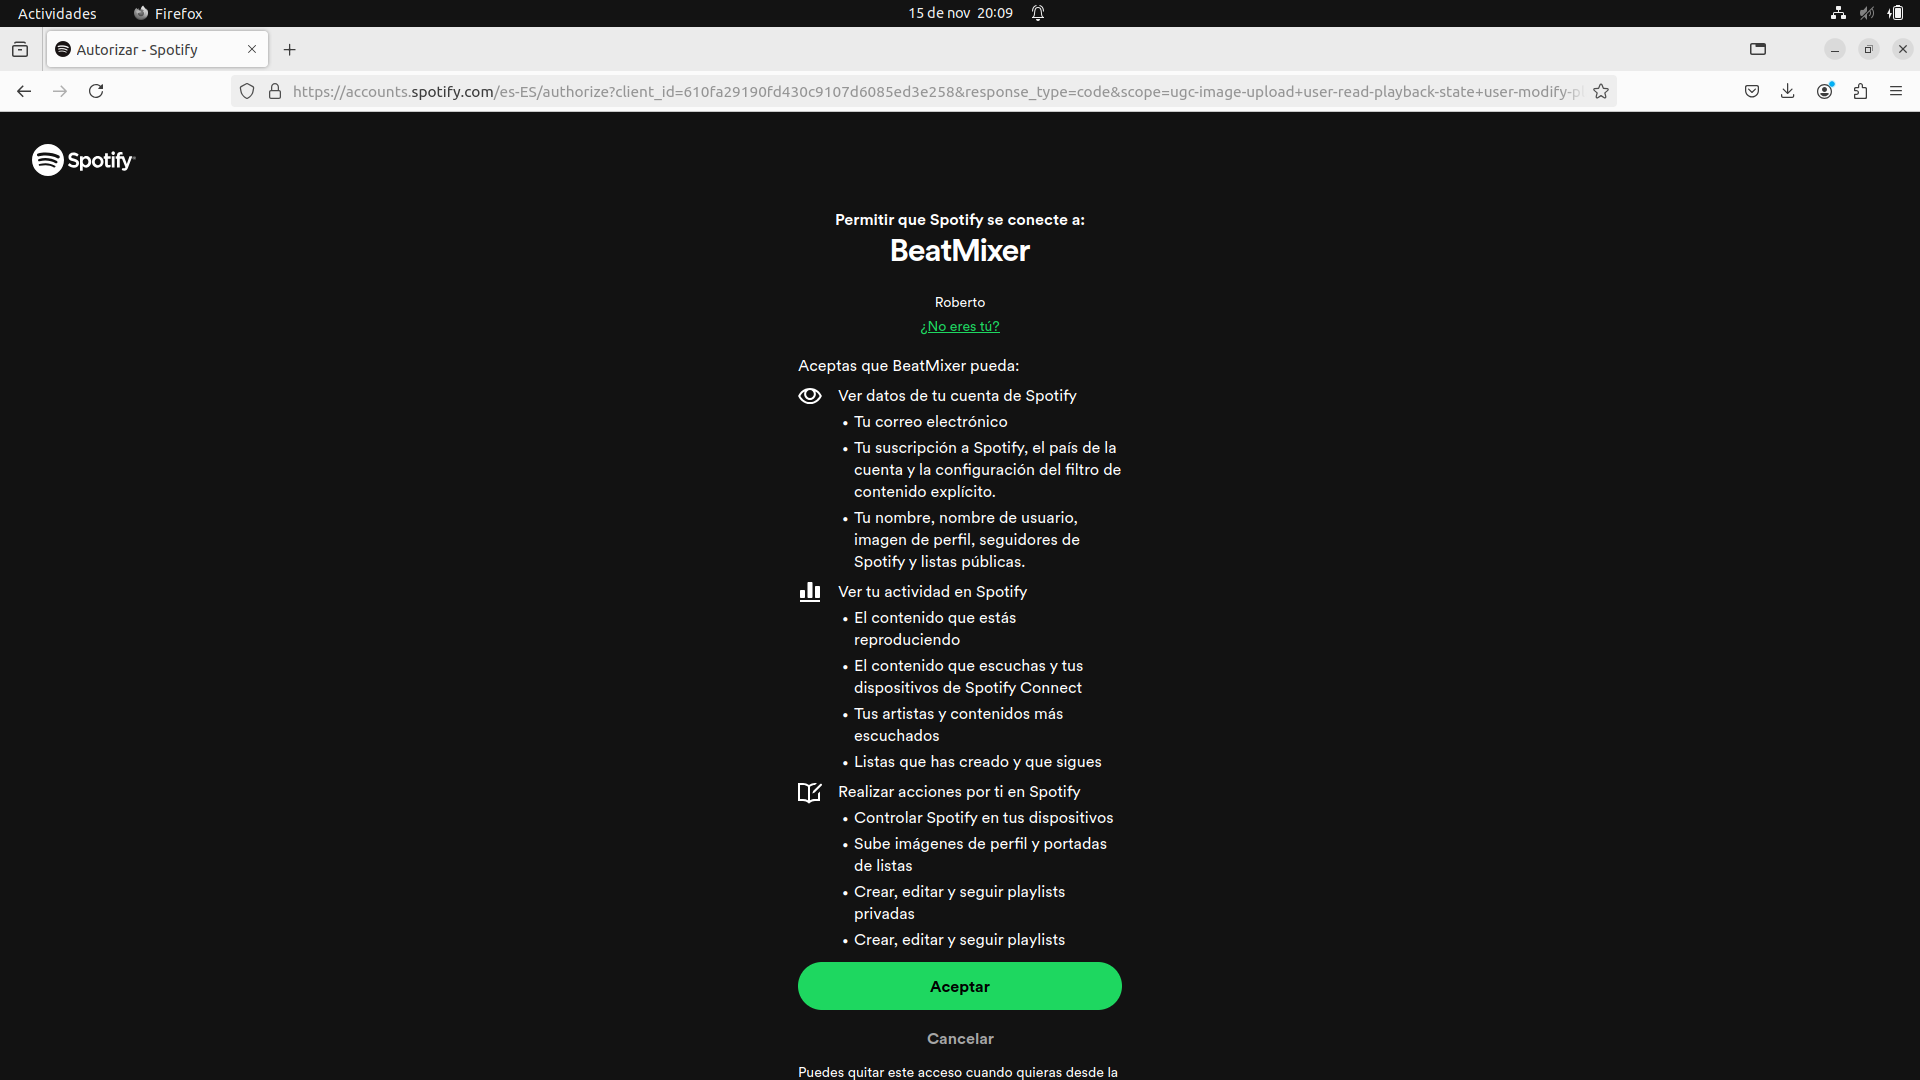 Actividades
Firefox
15 de nov 20:09
Autorizar - Spotify
https://accounts.spotify.com/es-ES/authorize?client_id=610fa29190fd430c9107d6085ed3e258&response_type=code&scope=ugc-image-upload+user-read-playback-state+user-modify-p
Spotify
Permitir que Spotify se conecte a:
BeatMixer
Roberto
¿No eres tú?
Aceptas que BeatMixer pueda:
Ver datos de tu cuenta de Spotify
• Tu correo electrónico
• Tu suscripción a Spotify, el país de la
cuenta y la configuración del filtro de
contenido explícito.
• Tu nombre, nombre de usuario,
imagen de perfil, seguidores de
Spotify y listas públicas.
Ver tu actividad en Spotify
• El contenido que estás
reproduciendo
• El contenido que escuchas y tus
dispositivos de Spotify Connect
• Tus artistas y contenidos más
escuchados
• Listas que has creado y que sigues
Realizar acciones por ti en Spotify
• Controlar Spotify en tus dispositivos
• Sube imágenes de perfil y portadas
de listas
• Crear, editar y seguir playlists
privadas
• Crear, editar y seguir playlists
Aceptar
Cancelar
Puedes quitar este acceso cuando quieras desde la